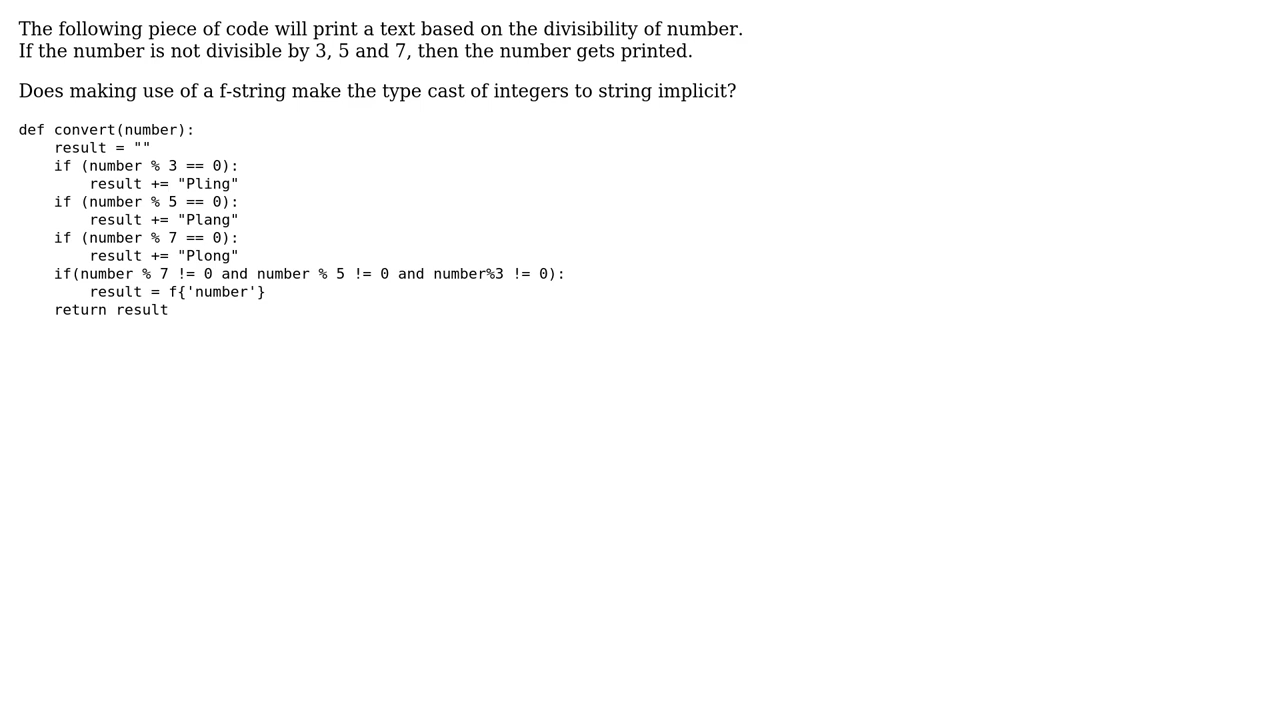 The following piece of code will print a text based on the divisibility of number.
If the number is not divisible by 3, 5 and 7, then the number gets printed.
Does making use of a f-string make the type cast of integers to string implicit?
def convert(number):
    result = ""
    if (number % 3 == 0):
        result += "Pling"
    if (number % 5 == 0):
        result += "Plang"
    if (number % 7 == 0):
        result += "Plong"
    if(number % 7 != 0 and number % 5 != 0 and number%3 != 0):
        result = f{'number'}
    return result